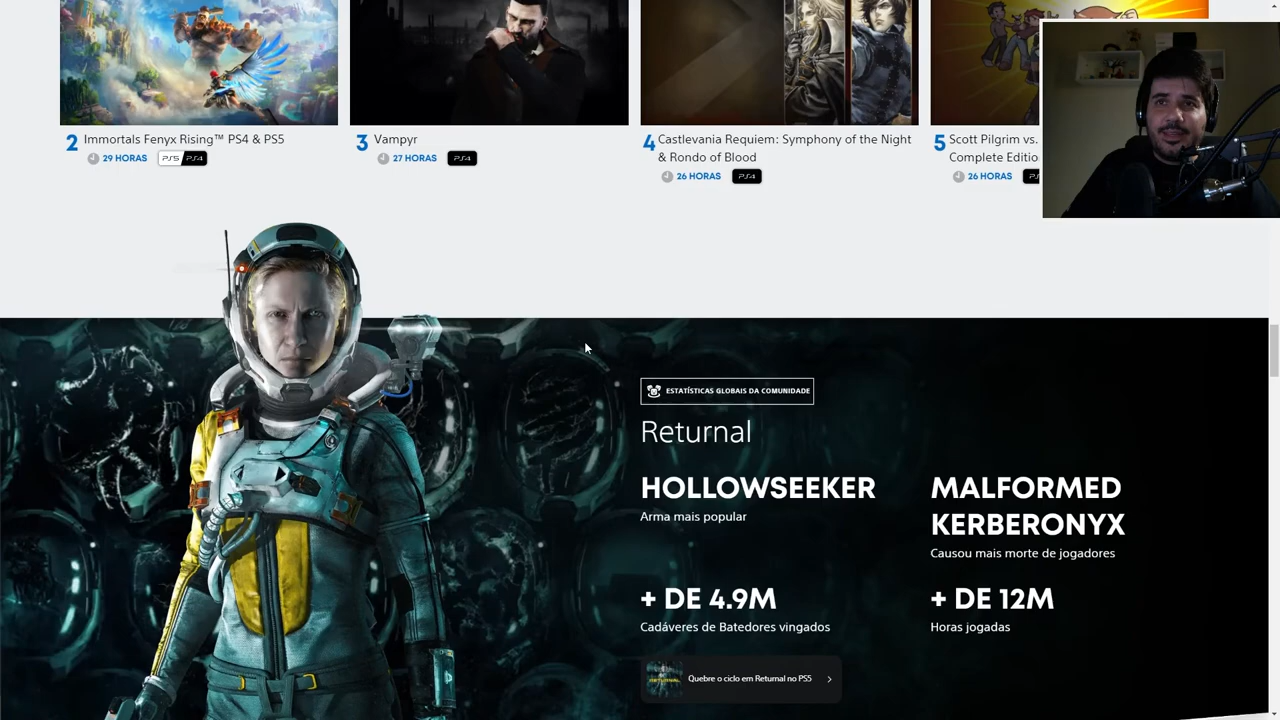 2 Immortals Fenyx Rising™ PS4 & PS5
29 HORAS PS5 PS4
3 Vampyr
27 HORAS PS4
4 Castlevania Requiem: Symphony of the Night
& Rondo of Blood
26 HORAS PS4
5 Scott Pilgrim vs.
Complete Editio
26 HORAS
ESTATÍSTICAS GLOBAIS DA COMUNIDADE
Returnal
HOLLOWSEEKER
Arma mais popular
MALFORMED
KERBERONYX
Causou mais morte de jogadores
+ DE 4.9M
Cadáveres de Batedores vingados
+ DE 12M
Horas jogadas
RETURNAL
Quebre o ciclo em Returnal no PS5